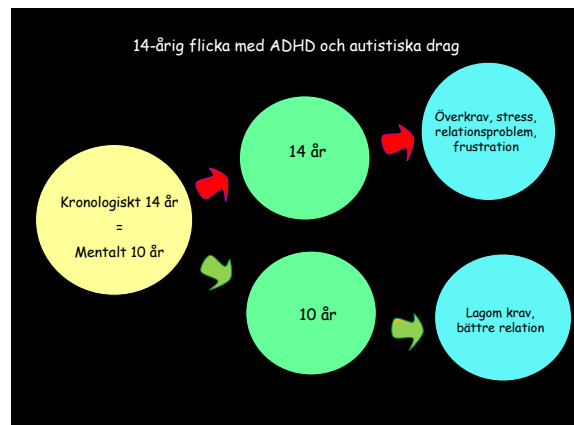 14-årig flicka med ADHD och autistiska drag
Kronologiskt 14 år
=
Mentalt 10 år
14 år
Överkrav, stress,
relationsproblem,
frustration
10 år
Lagom krav,
bättre relation